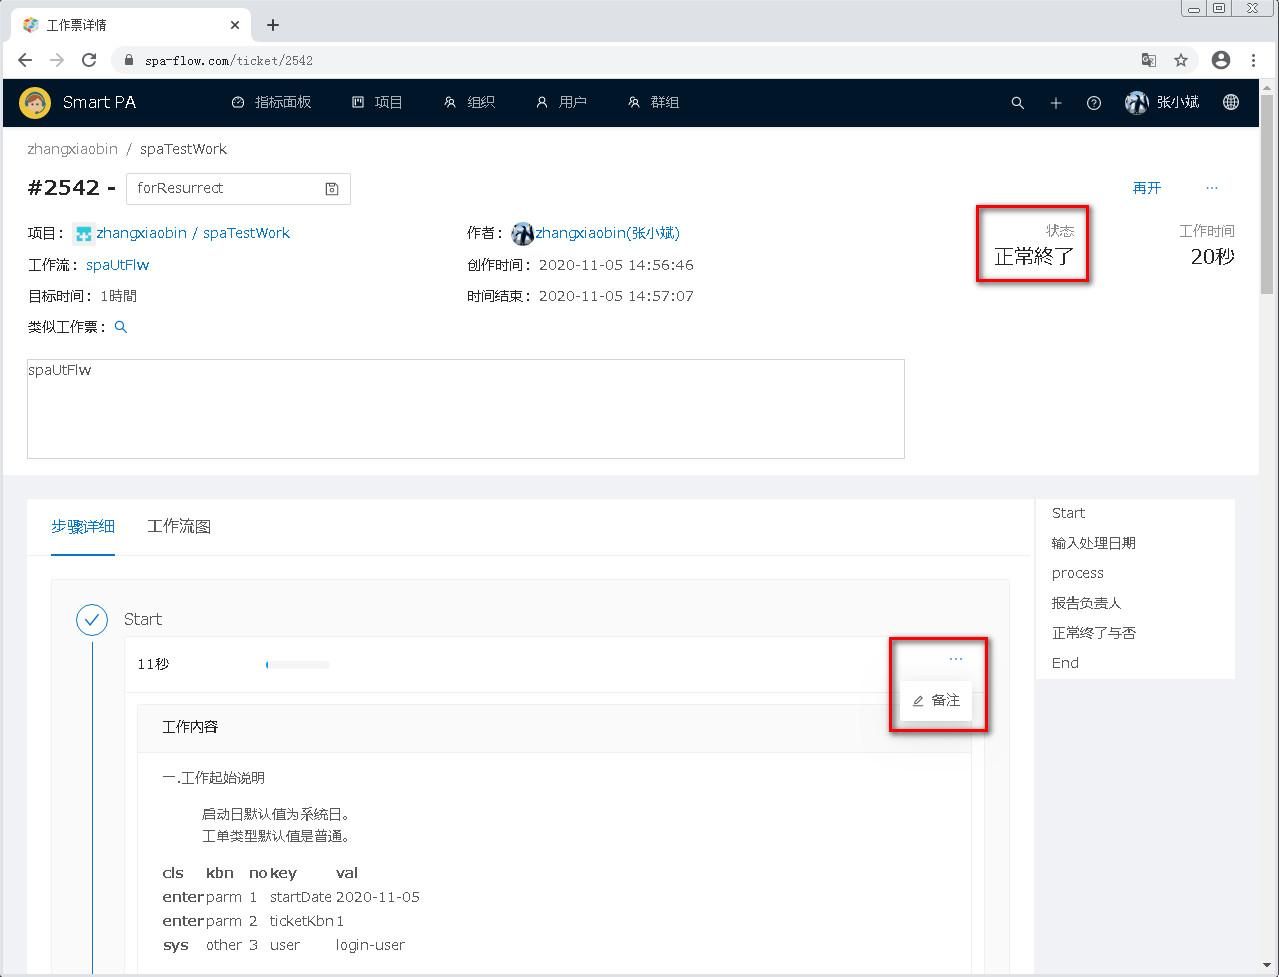 工作票详情
spa-flow.com/ticket/2542
Smart PA 指标面板 项目 组织 用户 群组 张小斌
zhangxiaobin / spaTestWork
#2542 - forResurrect 再开 ...
项目: zhangxiaobin / spaTestWork 作者: zhangxiaobin(张小斌) 状态 工作时间
正常終了 20秒
工作流: spaUtFlw 创作时间: 2020-11-05 14:56:46
目标时间: 1時間 时间结束: 2020-11-05 14:57:07
类似工作票:
spaUtFlw
步骤详细 工作流图
Start
输入处理日期
process
报告负责人
正常终了与否
End
Start
11秒 ...
备注
工作内容
一.工作起始说明
启动日默认值为系统日。
工单类型默认值是普通。
cls kbn no key val
enter parm 1 startDate 2020-11-05
enter parm 2 ticketKbn 1
sys other 3 user login-user